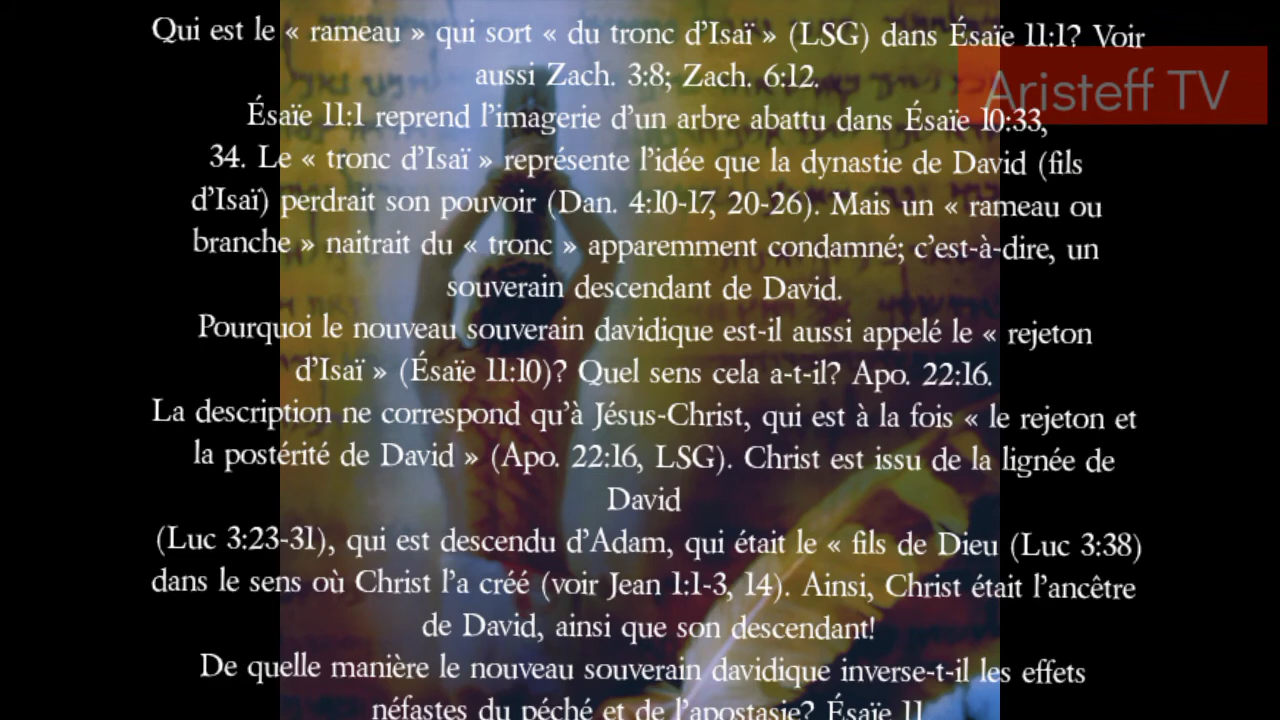 Qui est le « rameau » qui sort « du tronc d'Isaï » (LSG) dans Ésaïe 11:1? Voir
aussi Zach. 3:8; Zach. 6:12.
Aristeff TV
Ésaïe 11:1 reprend l'imagerie d'un arbre abattu dans Ésaïe 10:33,
34. Le « tronc d'Isaï » représente l'idée que la dynastie de David (fils
d'Isaï) perdrait son pouvoir (Dan. 4:10-17, 20-26). Mais un « rameau ou
branche » naitrait du « tronc » apparemment condamné; c'est-à-dire, un
souverain descendant de David.
Pourquoi le nouveau souverain davidique est-il aussi appelé le « rejeton
d'Isaï » (Ésaïe 11:10)? Quel sens cela a-t-il? Apo. 22:16.
La description ne correspond qu'à Jésus-Christ, qui est à la fois « le rejeton et
la postérité de David » (Apo. 22:16, LSG). Christ est issu de la lignée de
David
(Luc 3:23-31), qui est descendu d'Adam, qui était le « fils de Dieu (Luc 3:38)
dans le sens où Christ l'a créé (voir Jean 1:1-3, 14). Ainsi, Christ était l'ancêtre
de David, ainsi que son descendant!
De quelle manière le nouveau souverain davidique inverse-t-il les effets
néfastes du péché et de l'apostasie? Ésaïe 11